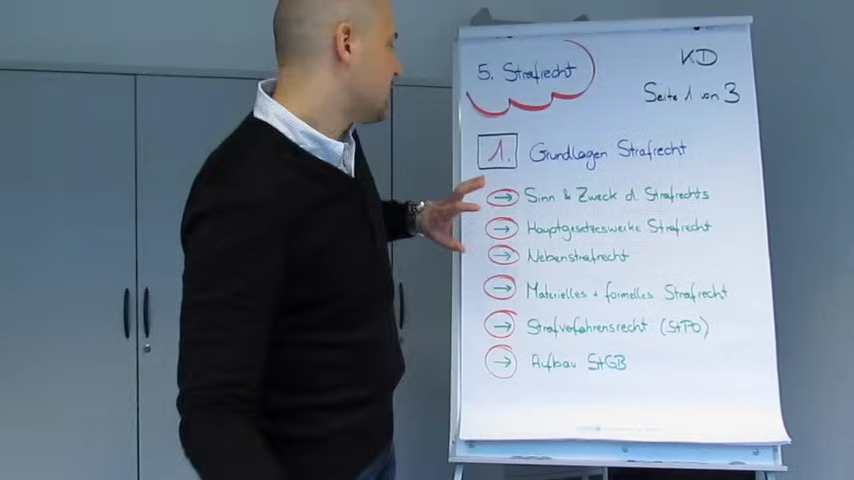 5. Strafrecht
KD
Seite 1 von 3
1. Grundlagen Strafrecht
→ Sinn & Zweck d. Strafrechts
→ Hauptgesetzeswerke Strafrecht
→ Nebenstrafrecht
→ Materielles + formelles Strafrecht
→ Strafverfahrensrecht (StPO)
→ Aufbau StGB